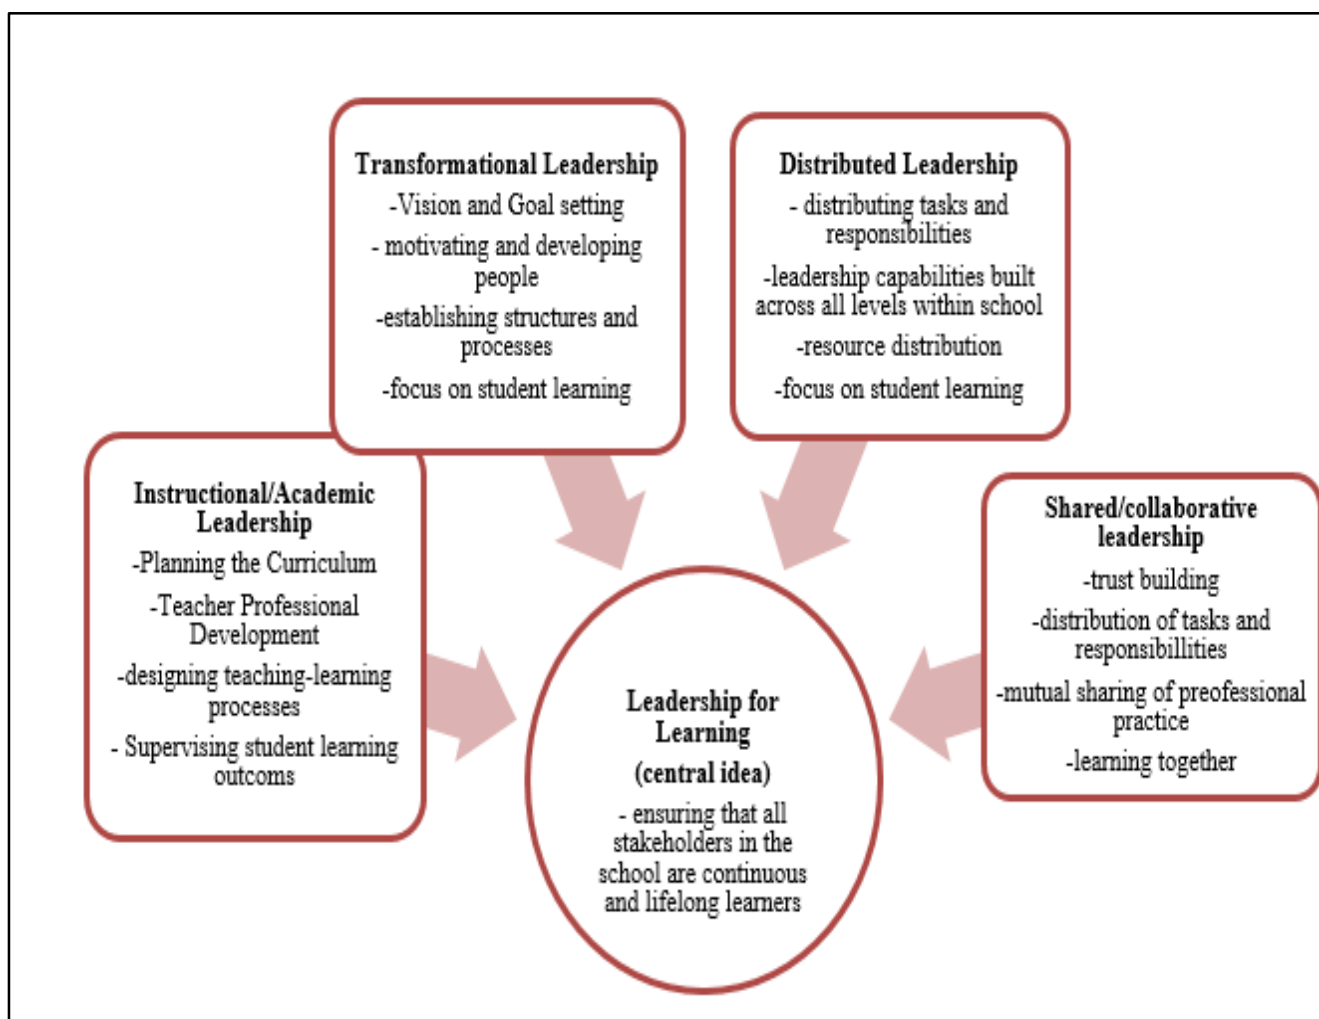 Transformational Leadership
-Vision and Goal setting
- motivating and developing
people
-establishing structures and
processes
-focus on student learning
Distributed Leadership
- distributing tasks and
responsibilities
-leadership capabilities built
across all levels within school
-resource distribution
-focus on student learning
Instructional/Academic
Leadership
-Planning the Curriculum
-Teacher Professional
Development
-designing teaching-learning
processes
- Supervising student learning
outcoms
Shared/collaborative
leadership
-trust building
-distribution of tasks and
responsibillities
-mutual sharing of preofessional
practice
-learning together
Leadership for
Learning
(central idea)
- ensuring that all
stakeholders in the
school are continuous
and lifelong learners